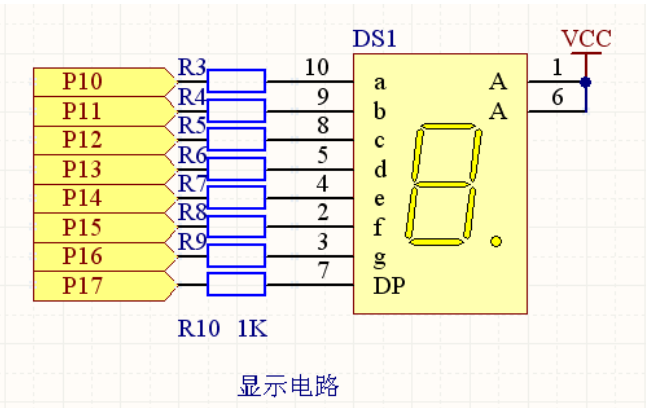 DS1 VCC
R3 10 1
P10 a A
R4 9 6
P11 b A
R5 8
P12 c
R6 5
P13 d
R7 4
P14 e
R8 2
P15 f
R9 3
P16 g
7
P17 DP
R10 1K
显示电路